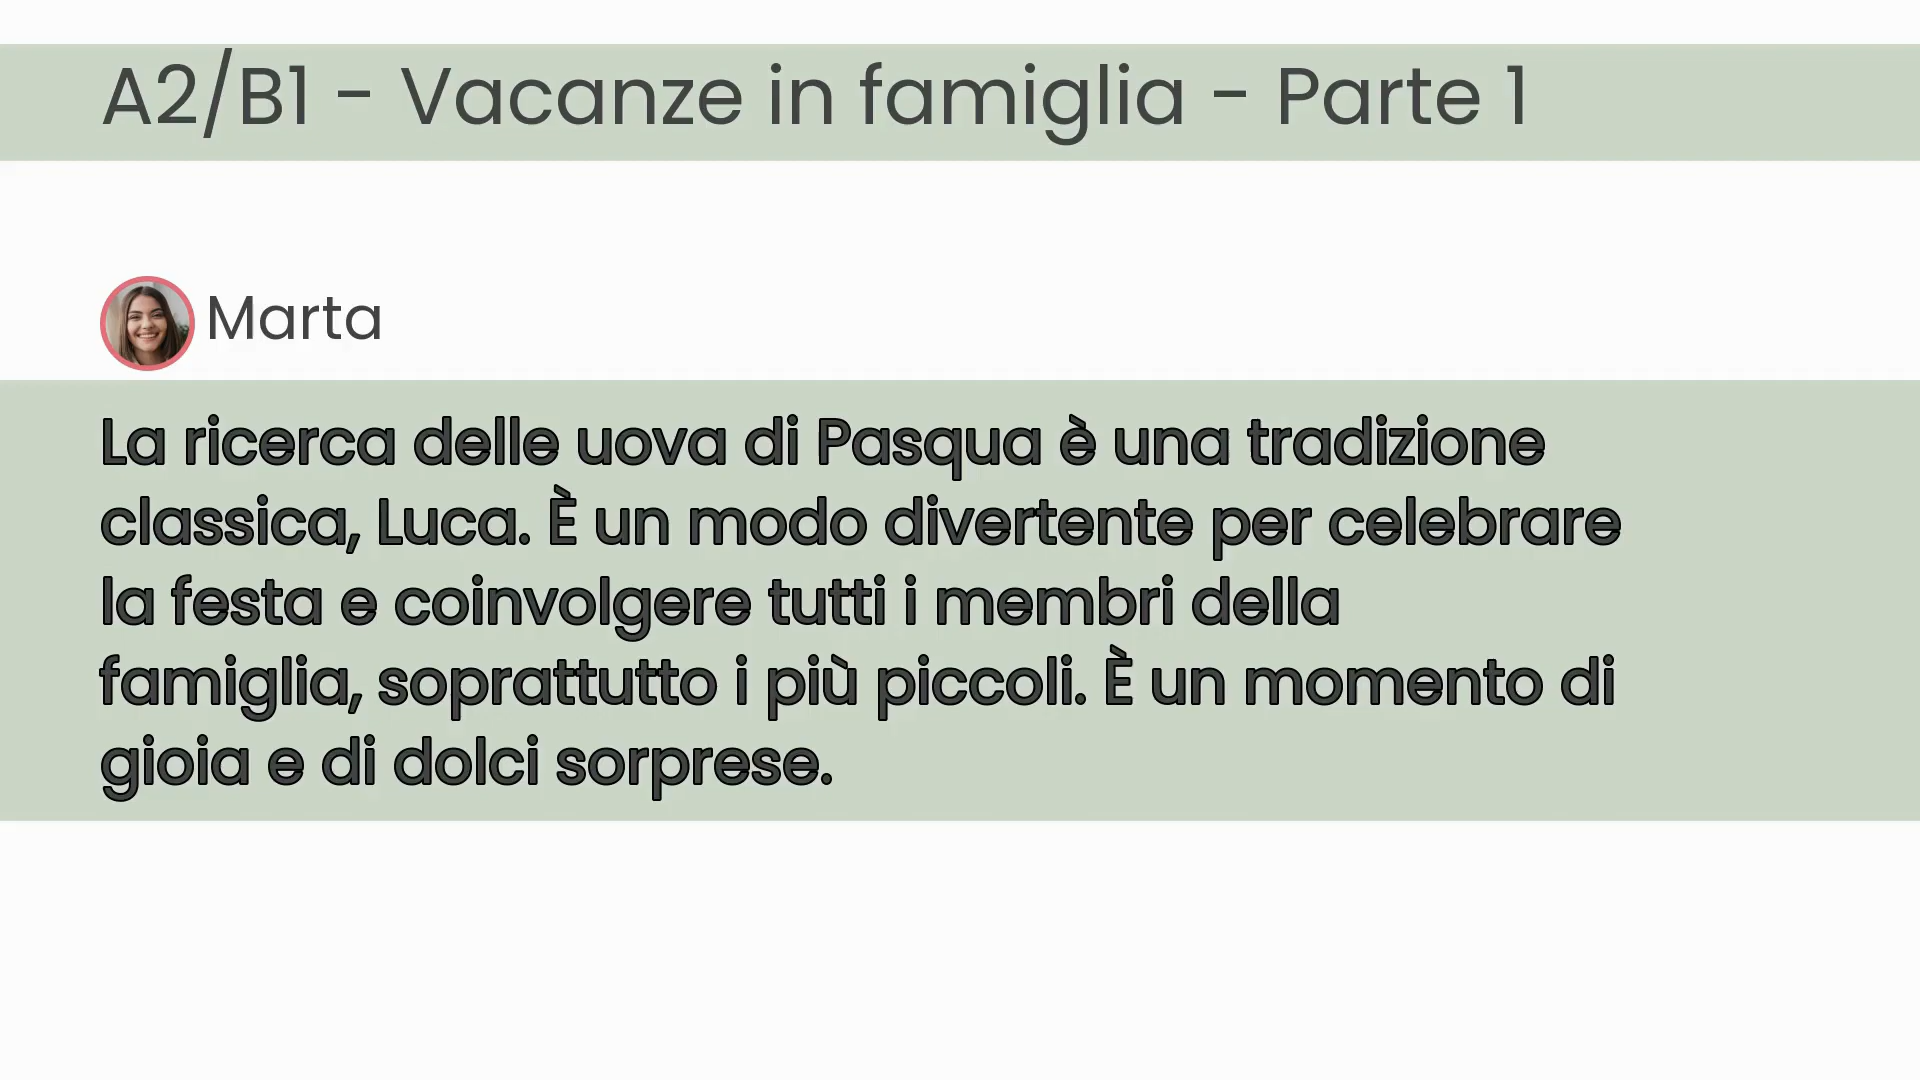 A2/B1 - Vacanze in famiglia - Parte 1
Marta
La ricerca delle uova di Pasqua è una tradizione
classica, Luca. È un modo divertente per celebrare
la festa e coinvolgere tutti i membri della
famiglia, soprattutto i più piccoli. È un momento di
gioia e di dolci sorprese.